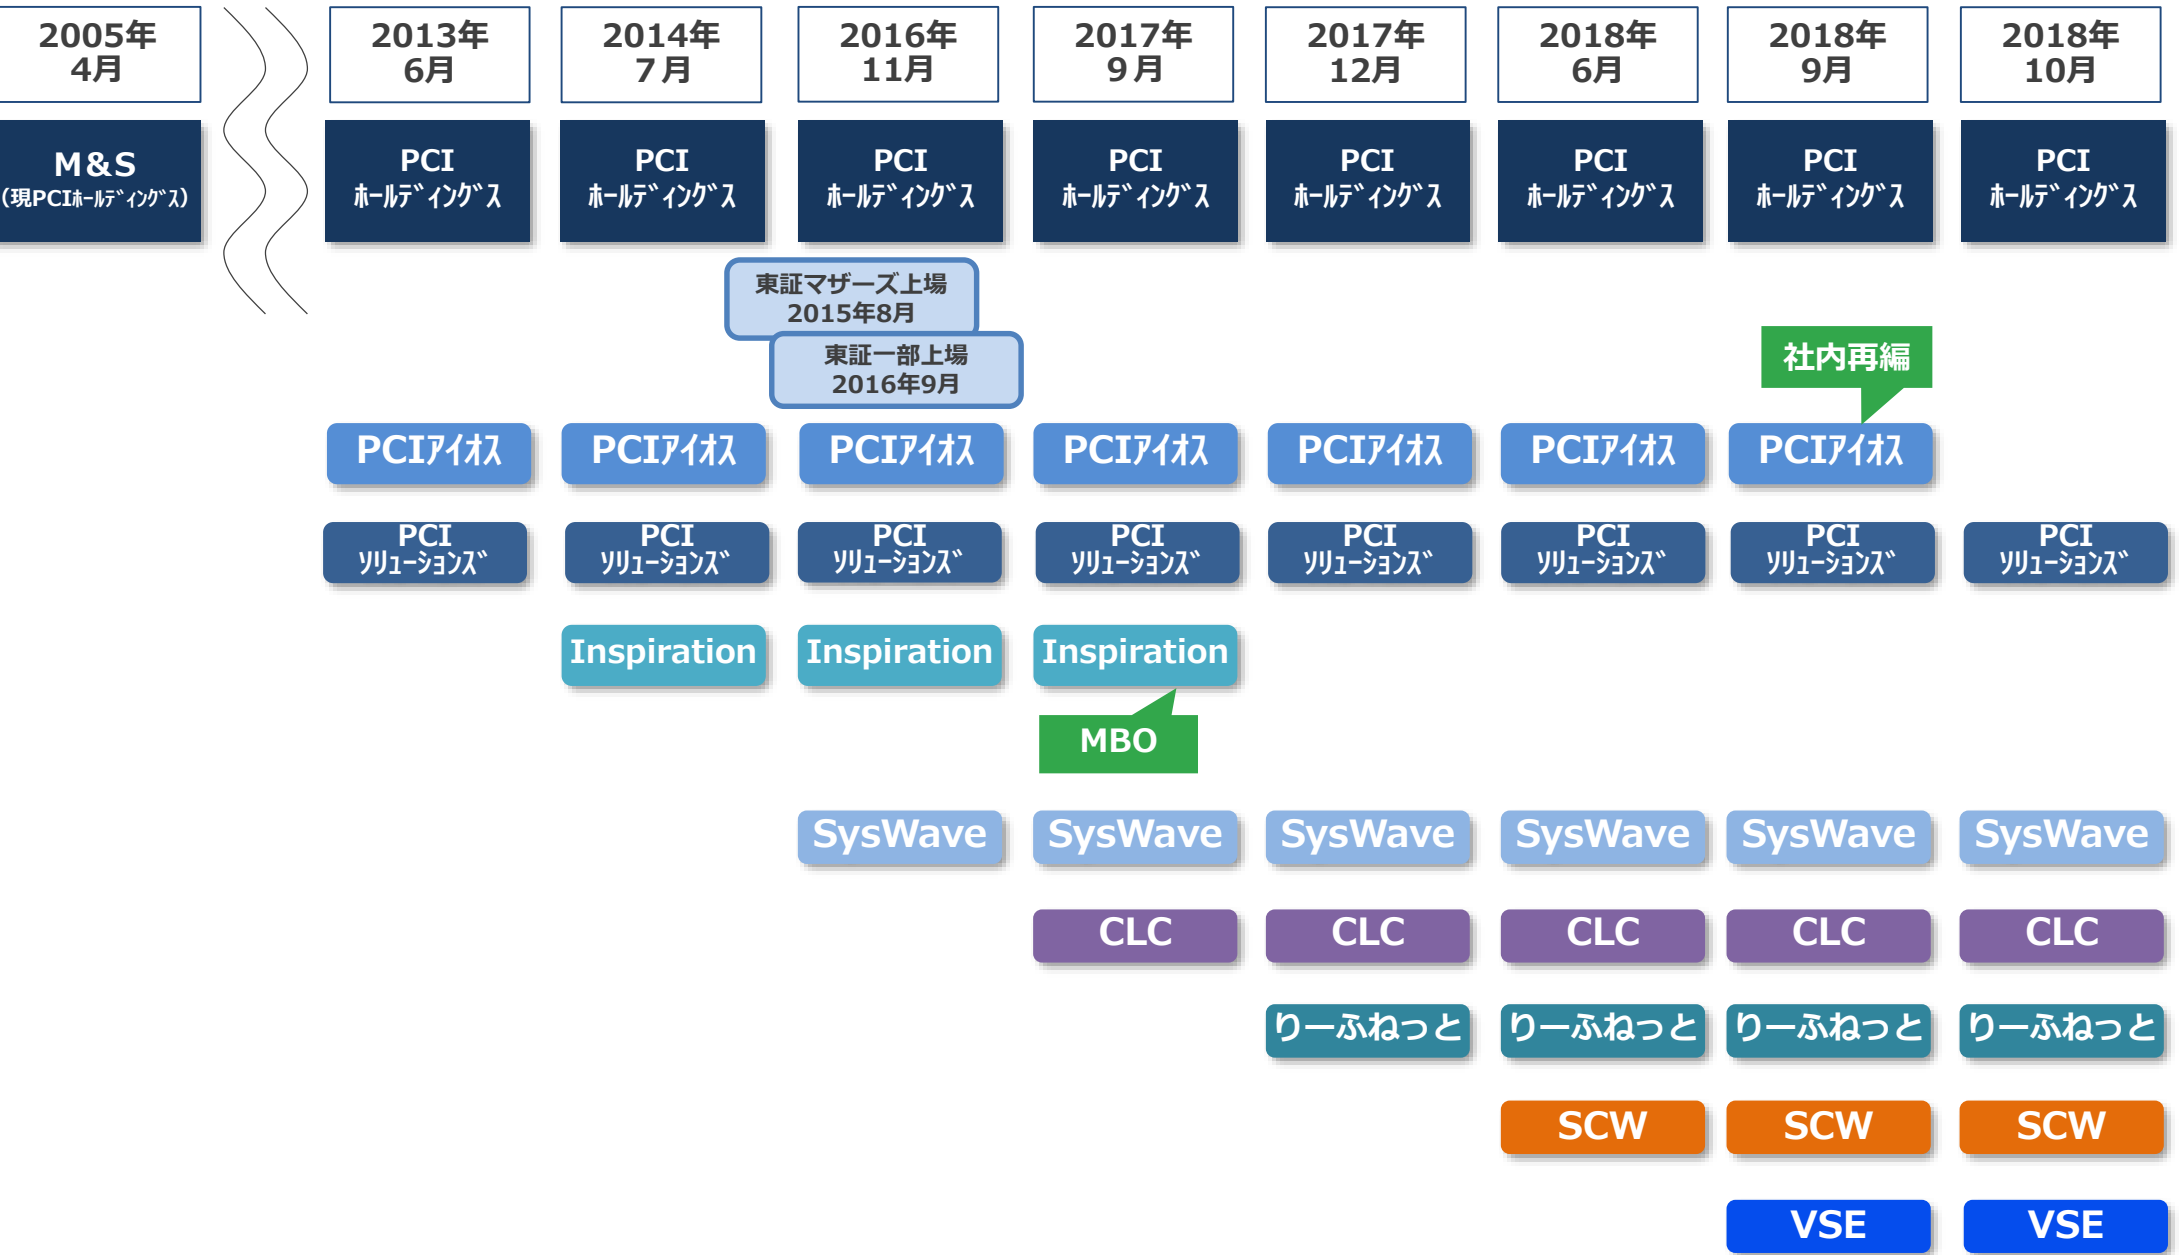 2005年
4月
2013年
6月
2014年
７月
2016年
11月
2017年
９月
2017年
12月
2018年
6月
2018年
9月
2018年
10月
M&S
（現PCIﾎｰﾙﾃﾞｨﾝｸﾞｽ）
PCI
ﾎｰﾙﾃﾞｨﾝｸﾞｽ
PCI
ﾎｰﾙﾃﾞｨﾝｸﾞｽ
PCI
ﾎｰﾙﾃﾞｨﾝｸﾞｽ
PCI
ﾎｰﾙﾃﾞｨﾝｸﾞｽ
PCI
ﾎｰﾙﾃﾞｨﾝｸﾞｽ
PCI
ﾎｰﾙﾃﾞｨﾝｸﾞｽ
PCI
ﾎｰﾙﾃﾞｨﾝｸﾞｽ
PCI
ﾎｰﾙﾃﾞｨﾝｸﾞｽ
東証マザーズ上場
2015年8月
東証一部上場
2016年9月
社内再編
PCIｱｲｵｽ
PCIｱｲｵｽ
PCIｱｲｵｽ
PCIｱｲｵｽ
PCIｱｲｵｽ
PCIｱｲｵｽ
PCIｱｲｵｽ
PCI
ｿﾘｭｰｼｮﾝｽﾞ
PCI
ｿﾘｭｰｼｮﾝｽﾞ
PCI
ｿﾘｭｰｼｮﾝｽﾞ
PCI
ｿﾘｭｰｼｮﾝｽﾞ
PCI
ｿﾘｭｰｼｮﾝｽﾞ
PCI
ｿﾘｭｰｼｮﾝｽﾞ
PCI
ｿﾘｭｰｼｮﾝｽﾞ
PCI
ｿﾘｭｰｼｮﾝｽﾞ
Inspiration
Inspiration
Inspiration
MBO
SysWave
SysWave
SysWave
SysWave
SysWave
SysWave
CLC
CLC
CLC
CLC
CLC
りーふねっと
りーふねっと
りーふねっと
りーふねっと
SCW
SCW
SCW
VSE
VSE